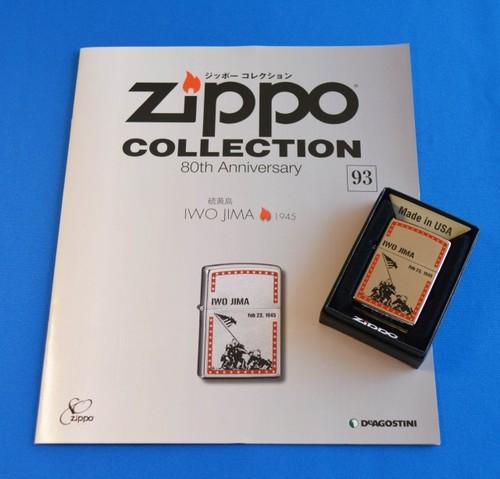 ジッポー コレクション
zippo®
COLLECTION
80th Anniversary
93
硫黄島
IWO JIMA 1945
IWO JIMA
Feb 23, 1945
zippo
DeAGOSTINI
Made in USA
IWO JIMA
Feb 23, 1945
ZIPPO